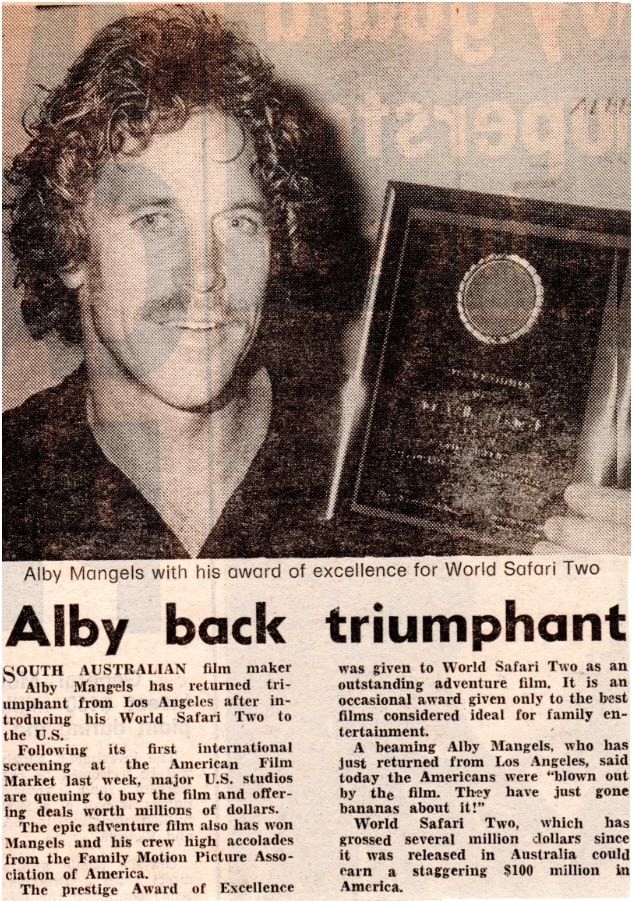 Alby Mangels with his award of excellence for World Safari Two
Alby back triumphant
SOUTH AUSTRALIAN film maker
Alby Mangels has returned tri-
umphant from Los Angeles after in-
troducing his World Safari Two to
the U.S.
Following its first international
screening at the American Film
Market last week, major U.S. studios
are queuing to buy the film and offer-
ing deals worth millions of dollars.
The epic adventure film also has won
Mangels and his crew high accolades
from the Family Motion Picture Asso-
ciation of America.
The prestige Award of Excellence
was given to World Safari Two as an
outstanding adventure film. It is an
occasional award given only to the best
films considered ideal for family en-
tertainment.
A beaming Alby Mangels, who has
just returned from Los Angeles, said
today the Americans were "blown out
by the film. They have just gone
bananas about it!"
World Safari Two, which has
grossed several million dollars since
it was released in Australia could
earn a staggering $100 million in
America.